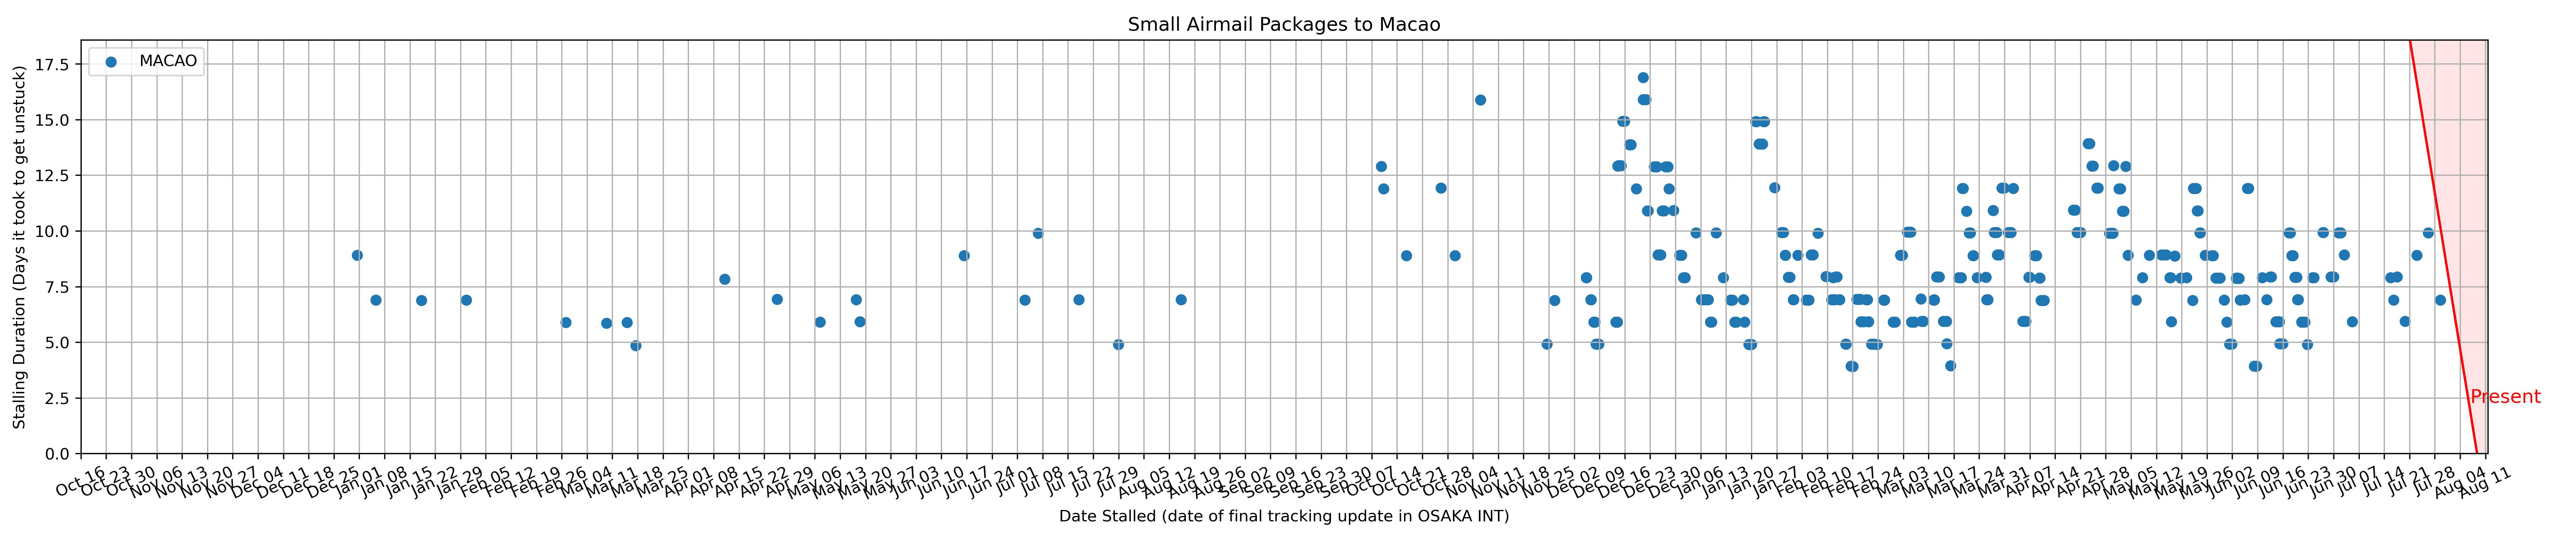 Small Airmail Packages to Macao
MACAO
Stalling Duration (Days it took to get unstuck)
17.5
15.0
12.5
10.0
7.5
5.0
2.5
0.0
Present
Oct 16 Oct 23 Oct 30 Nov 06 Nov 13 Nov 20 Nov 27 Dec 04 Dec 11 Dec 18 Dec 25 Jan 01 Jan 08 Jan 15 Jan 22 Jan 29 Feb 05 Feb 12 Feb 19 Feb 26 Mar 04 Mar 11 Mar 18 Mar 25 Apr 01 Apr 08 Apr 15 Apr 22 Apr 29 May 06 May 13 May 20 May 27 Jun 03 Jun 10 Jun 17 Jun 24 Jul 01 Jul 08 Jul 15 Jul 22 Jul 29 Aug 05 Aug 12 Aug 19 Aug 26 Sep 02 Sep 09 Sep 16 Sep 23 Sep 30 Oct 07 Oct 14 Oct 21 Oct 28 Nov 04 Nov 11 Nov 18 Nov 25 Dec 02 Dec 09 Dec 16 Dec 23 Dec 30 Jan 06 Jan 13 Jan 20 Jan 27 Feb 03 Feb 10 Feb 17 Feb 24 Mar 03 Mar 10 Mar 17 Mar 24 Mar 31 Apr 07 Apr 14 Apr 21 Apr 28 May 05 May 12 May 19 May 26 Jun 02 Jun 09 Jun 16 Jun 23 Jun 30 Jul 07 Jul 14 Jul 21 Jul 28 Aug 04 Aug 11
Date Stalled (date of final tracking update in OSAKA INT)